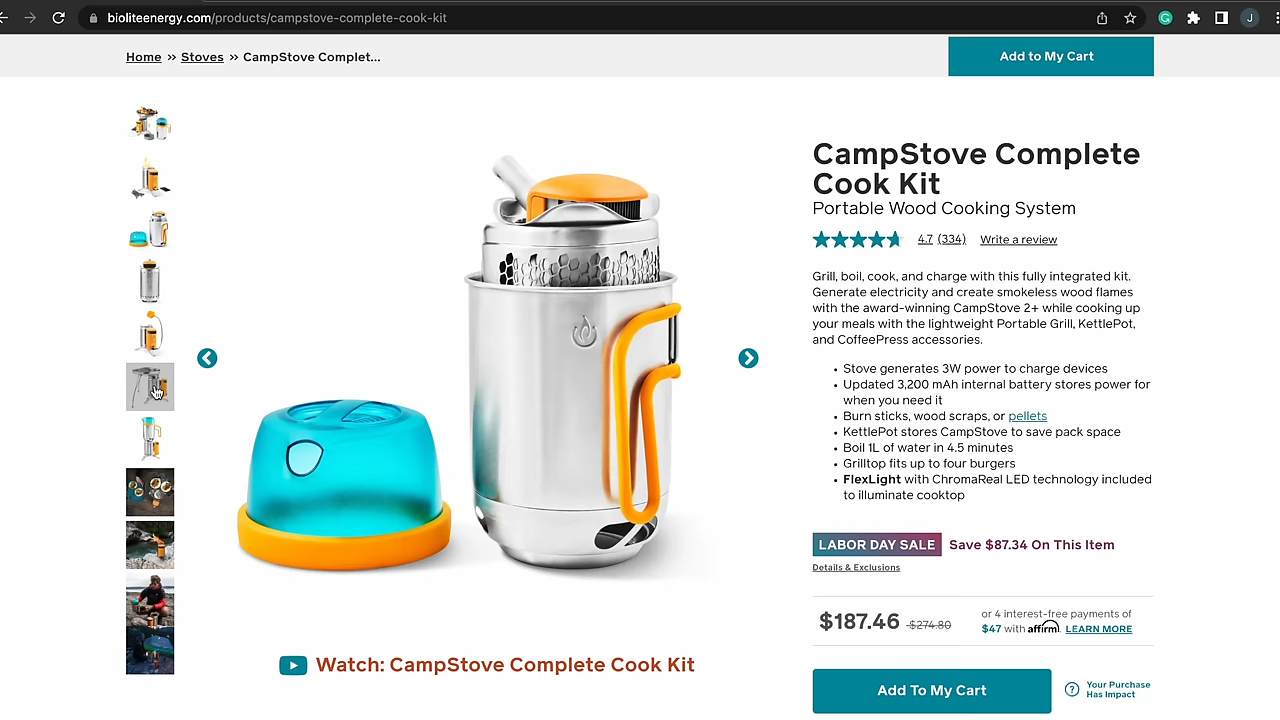 bioliteenergy.com/products/campstove-complete-cook-kit
J
Home » Stoves » CampStove Complet...
Add to My Cart
CampStove Complete
Cook Kit
Portable Wood Cooking System
4.7 (334) Write a review
Grill, boil, cook, and charge with this fully integrated kit.
Generate electricity and create smokeless wood flames
with the award-winning CampStove 2+ while cooking up
your meals with the lightweight Portable Grill, KettlePot,
and CoffeePress accessories.
• Stove generates 3W power to charge devices
• Updated 3,200 mAh internal battery stores power for
when you need it
• Burn sticks, wood scraps, or pellets
• KettlePot stores CampStove to save pack space
• Boil 1L of water in 4.5 minutes
• Grilltop fits up to four burgers
• FlexLight with ChromaReal LED technology included
to illuminate cooktop
LABOR DAY SALE Save $87.34 On This Item
Details & Exclusions
$187.46 $274.80
or 4 interest-free payments of
$47 with affirm. LEARN MORE
Watch: CampStove Complete Cook Kit
Add To My Cart
? Your Purchase
Has Impact